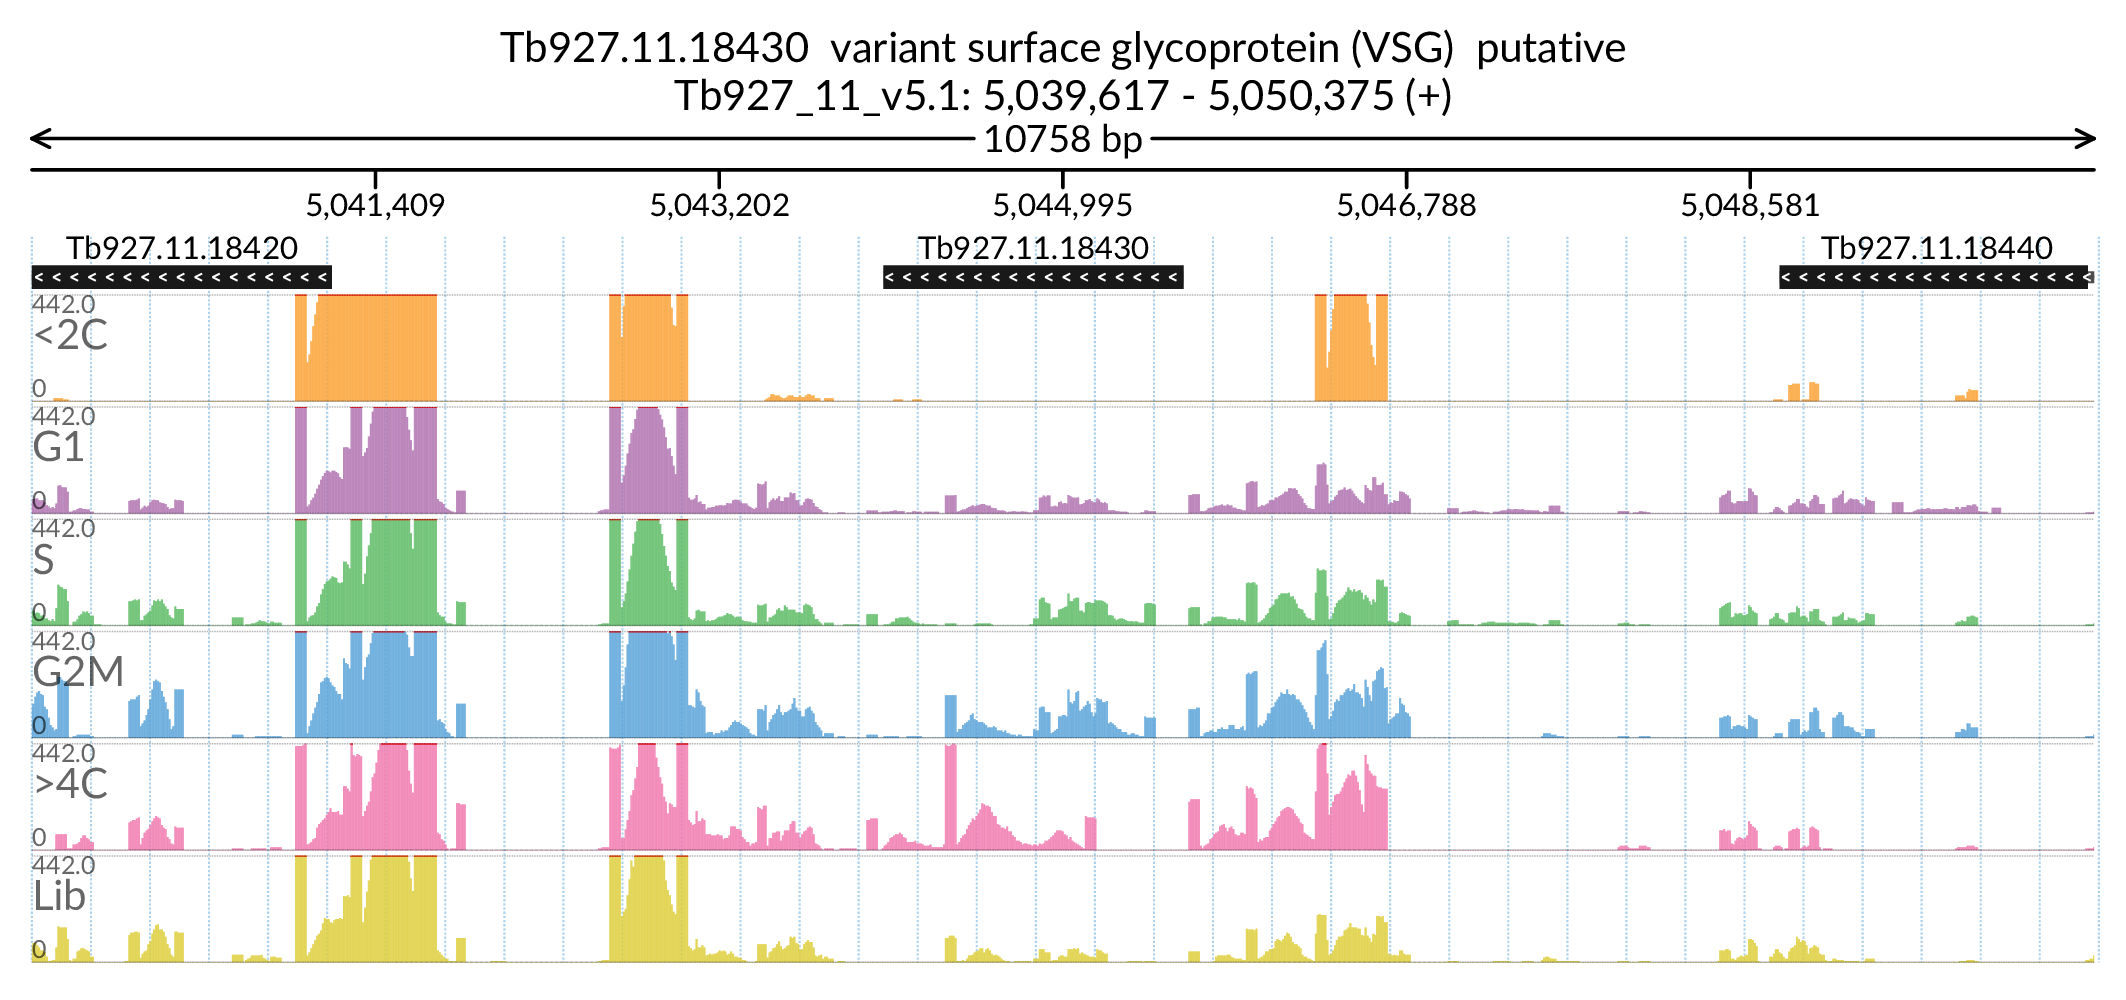 Tb927.11.18430 variant surface glycoprotein (VSG) putative
Tb927_11_v5.1: 5,039,617 - 5,050,375 (+)
10758 bp
5,041,409 5,043,202 5,044,995 5,046,788 5,048,581
Tb927.11.18420 Tb927.11.18430 Tb927.11.18440
442.0
<2C
0
442.0
G1
0
442.0
S
0
442.0
G2M
0
442.0
>4C
0
442.0
Lib
0